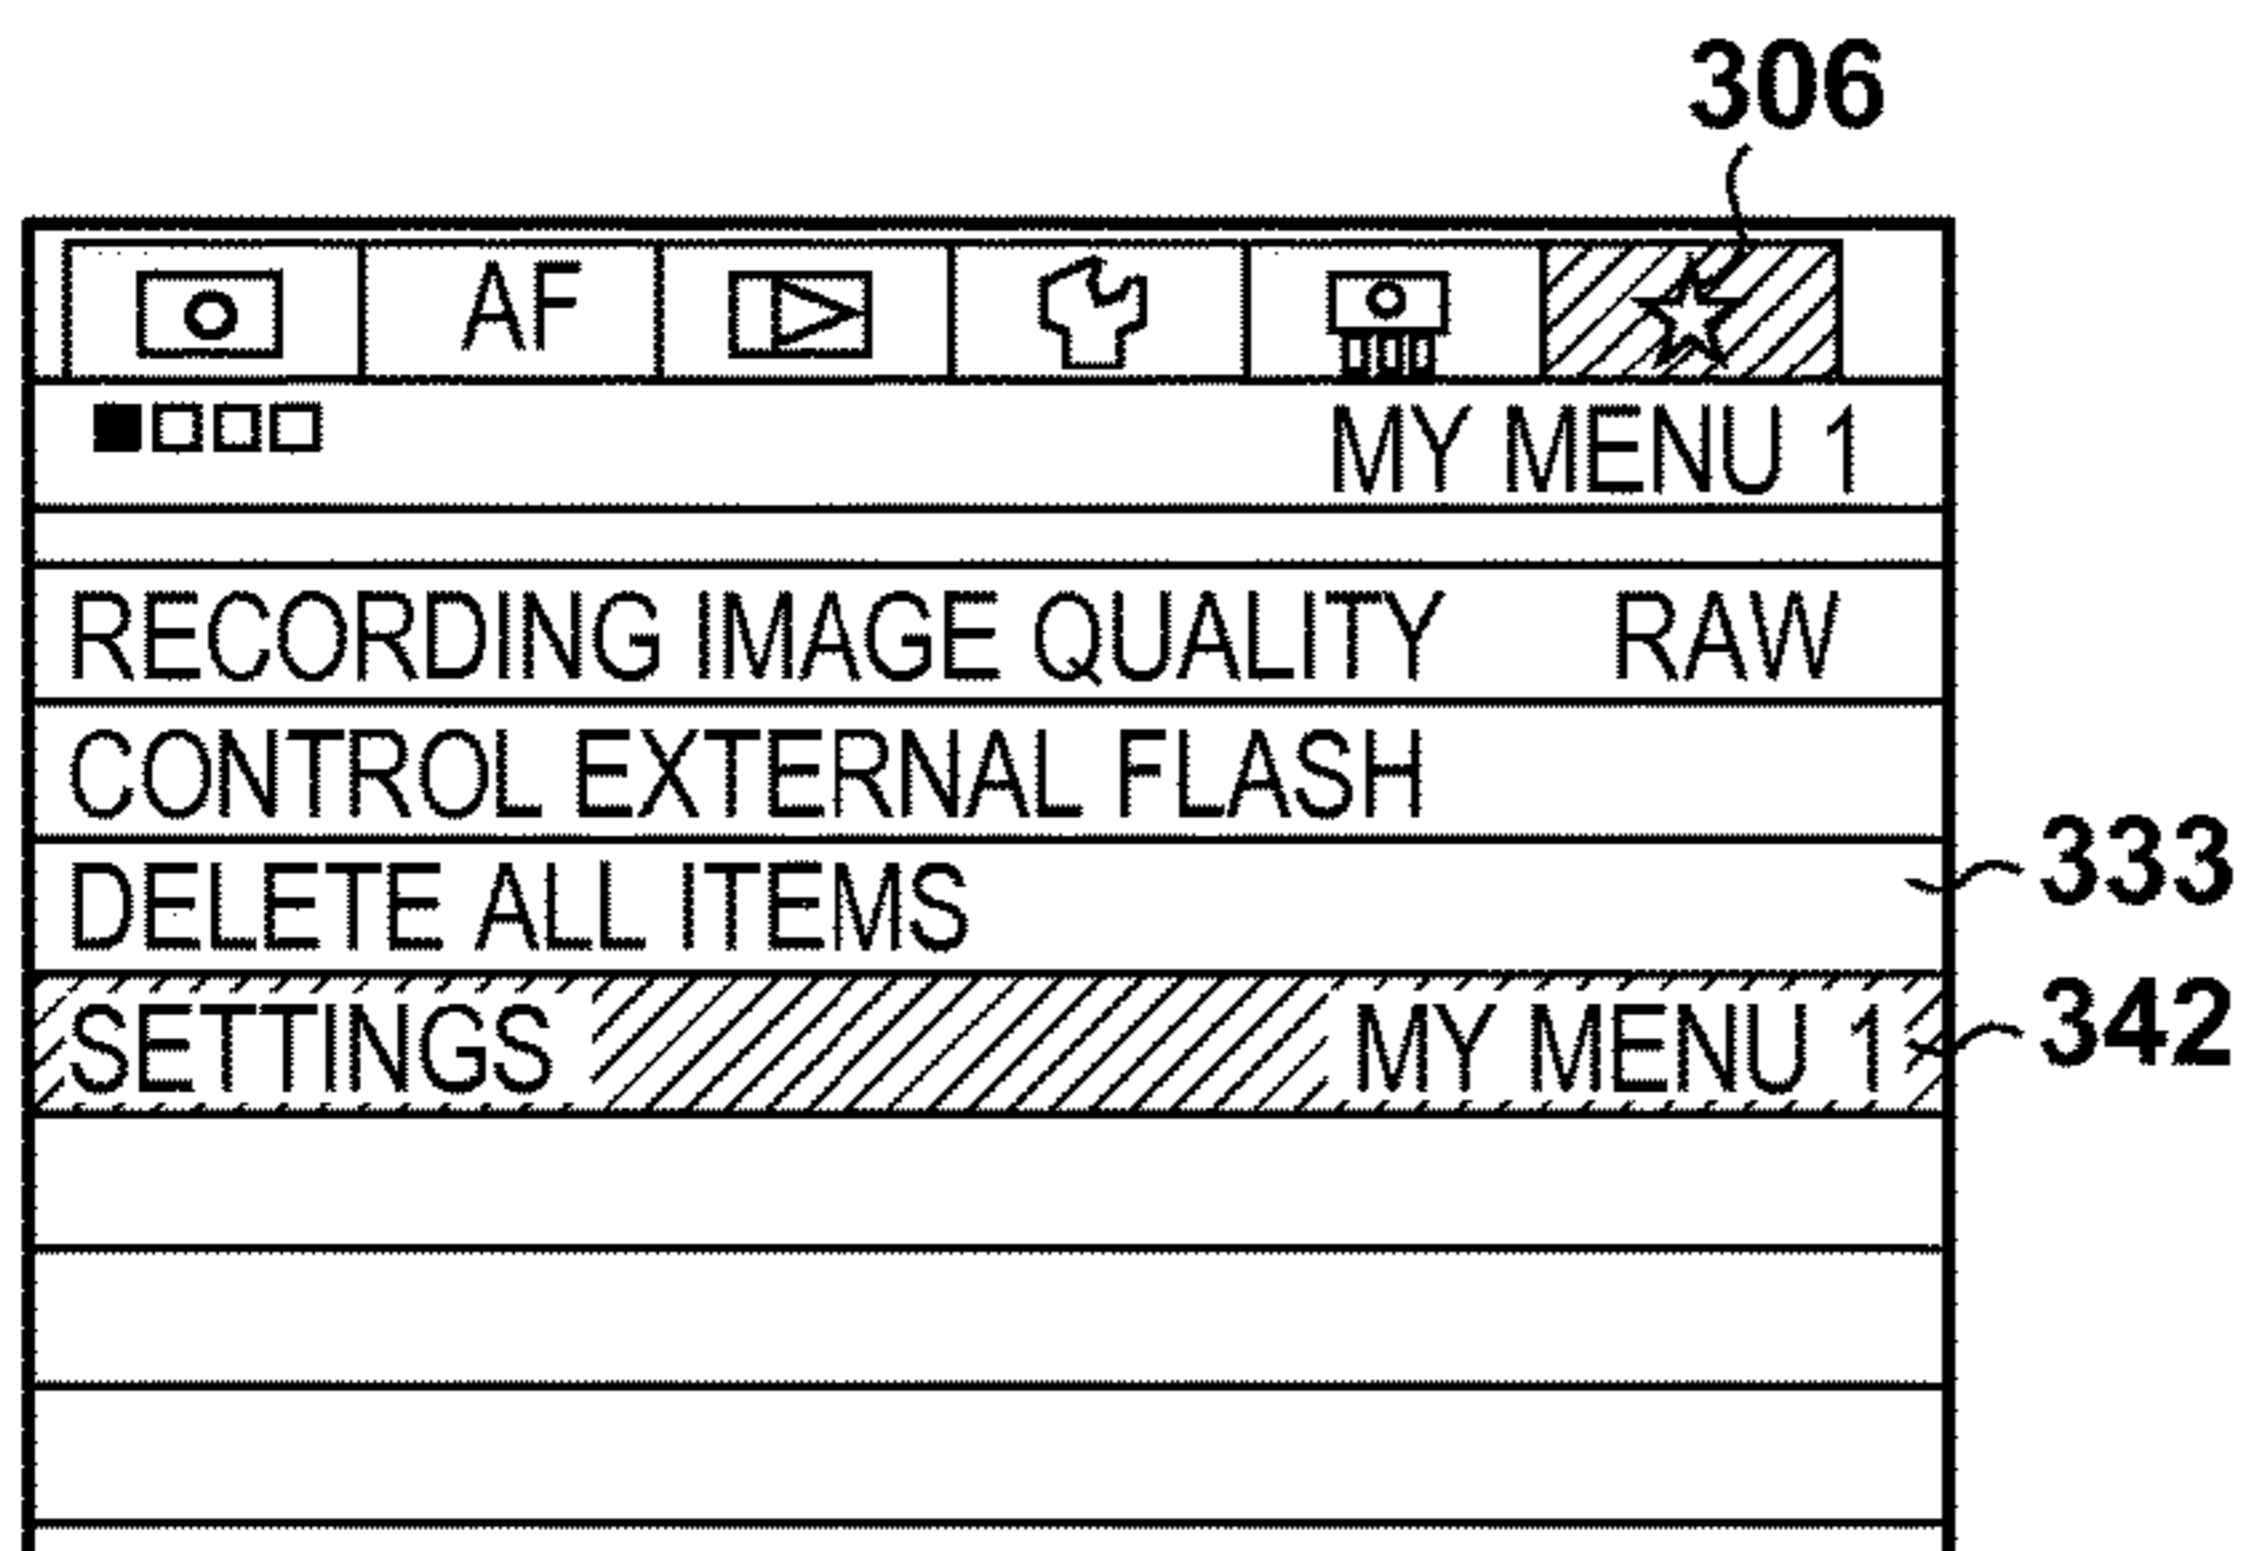 306
AF
MY MENU 1
RECORDING IMAGE QUALITY RAW
CONTROL EXTERNAL FLASH
DELETE ALL ITEMS
333
SETTINGS MY MENU 1
342